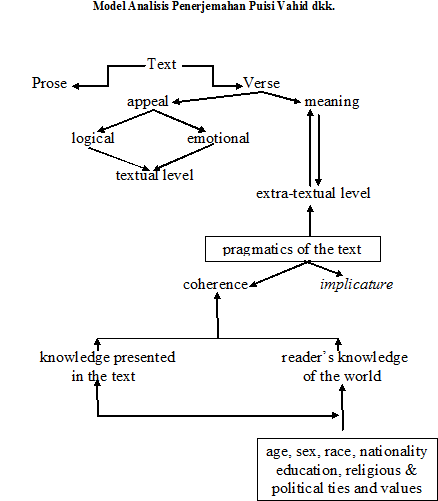 Model Analisis Penerjemahan Puisi Vahid dkk.
Text
Prose
Verse
appeal
meaning
logical
emotional
textual level
extra-textual level
pragmatics of the text
coherence
implicature
knowledge presented
in the text
reader's knowledge
of the world
age, sex, race, nationality
education, religious &
political ties and values